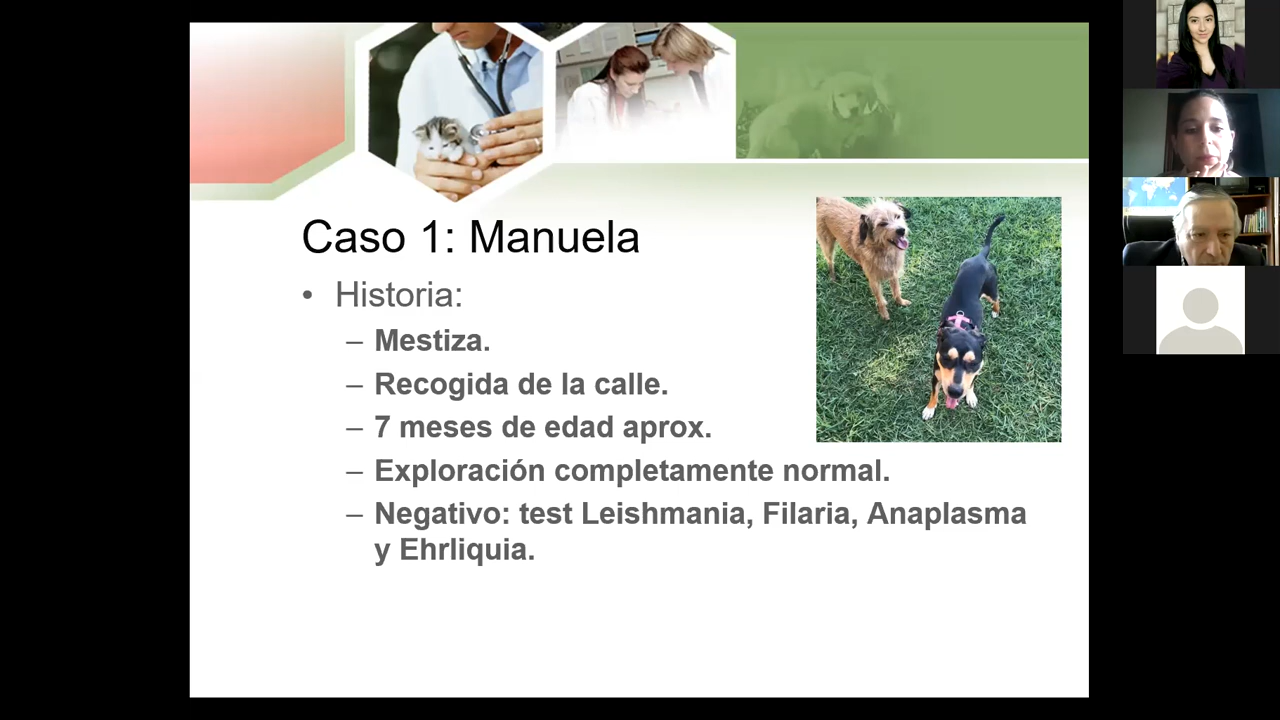 Caso 1: Manuela
• Historia:
– Mestiza.
– Recogida de la calle.
– 7 meses de edad aprox.
– Exploración completamente normal.
– Negativo: test Leishmania, Filaria, Anaplasma
y Ehrliquia.